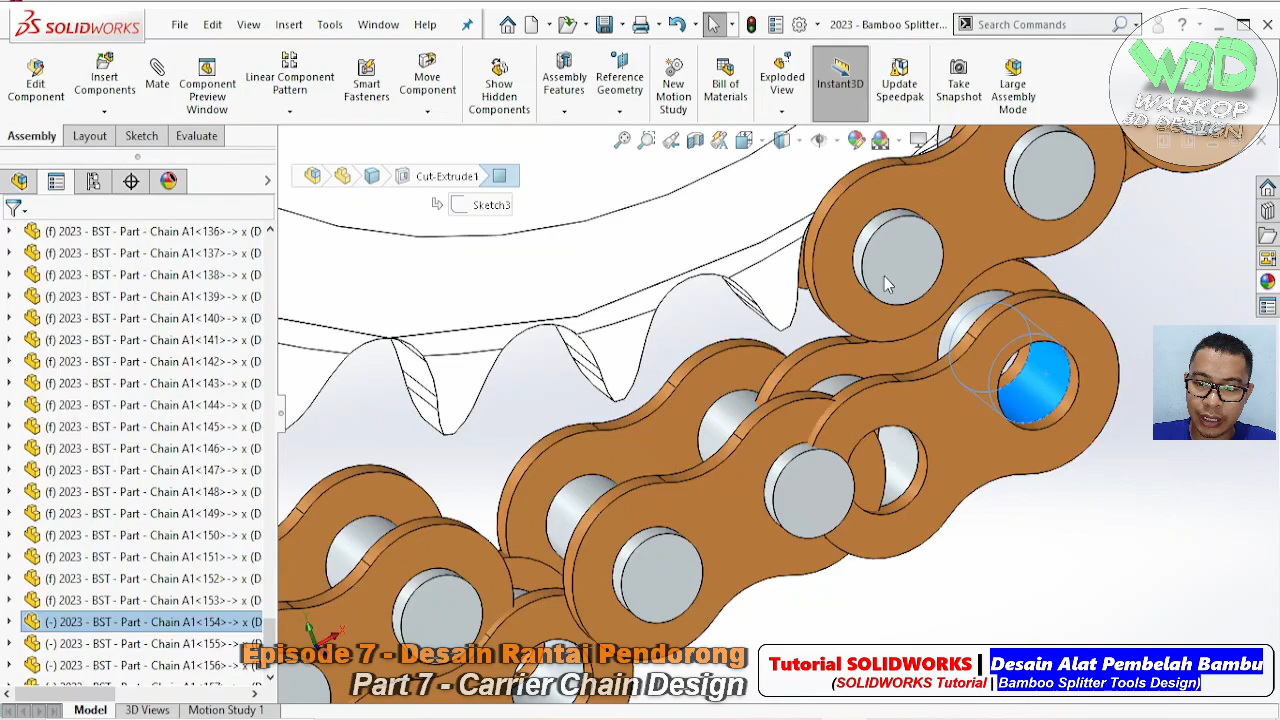 SOLIDWORKS
File Edit View Insert Tools Window Help
2023 - Bamboo Splitter...
Search Commands
Edit Component
Insert Components
Mate
Component Preview Window
Linear Component Pattern
Smart Fasteners
Move Component
Show Hidden Components
Assembly Features
Reference Geometry
New Motion Study
Bill of Materials
Exploded View
Instant3D
Update Speedpak
Take Snapshot
Large Assembly Mode
W3D
WARKOP
3D DESIGN
Assembly Layout Sketch Evaluate
Cut-Extrude1
Sketch3
(f) 2023 - BST - Part - Chain A1<136>-> x (D
(f) 2023 - BST - Part - Chain A1<137>-> x (D
(f) 2023 - BST - Part - Chain A1<138>-> x (D
(f) 2023 - BST - Part - Chain A1<139>-> x (D
(f) 2023 - BST - Part - Chain A1<140>-> x (D
(f) 2023 - BST - Part - Chain A1<141>-> x (D
(f) 2023 - BST - Part - Chain A1<142>-> x (D
(f) 2023 - BST - Part - Chain A1<143>-> x (D
(f) 2023 - BST - Part - Chain A1<144>-> x (D
(f) 2023 - BST - Part - Chain A1<145>-> x (D
(f) 2023 - BST - Part - Chain A1<146>-> x (D
(f) 2023 - BST - Part - Chain A1<147>-> x (D
(f) 2023 - BST - Part - Chain A1<148>-> x (D
(f) 2023 - BST - Part - Chain A1<149>-> x (D
(f) 2023 - BST - Part - Chain A1<150>-> x (D
(f) 2023 - BST - Part - Chain A1<151>-> x (D
(f) 2023 - BST - Part - Chain A1<152>-> x (D
(f) 2023 - BST - Part - Chain A1<153>-> x (D
(-) 2023 - BST - Part - Chain A1<154>-> x (D
(-) 2023 - BST - Part - Chain A1<155>-> x (D
(-) 2023 - BST - Part - Chain A1<156>-> x (D
Episode 7 - Desain Rantai Pendorong
Part 7 - Carrier Chain Design
Tutorial SOLIDWORKS | Desain Alat Pembelah Bambu
(SOLIDWORKS Tutorial | Bamboo Splitter Tools Design)
Model 3D Views Motion Study 1